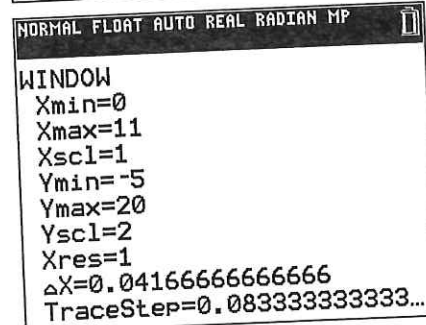 NORMAL FLOAT AUTO REAL RADIAN MP
WINDOW
Xmin=0
Xmax=11
Xscl=1
Ymin=-5
Ymax=20
Yscl=2
Xres=1
△X=0.04166666666666
TraceStep=0.083333333333…